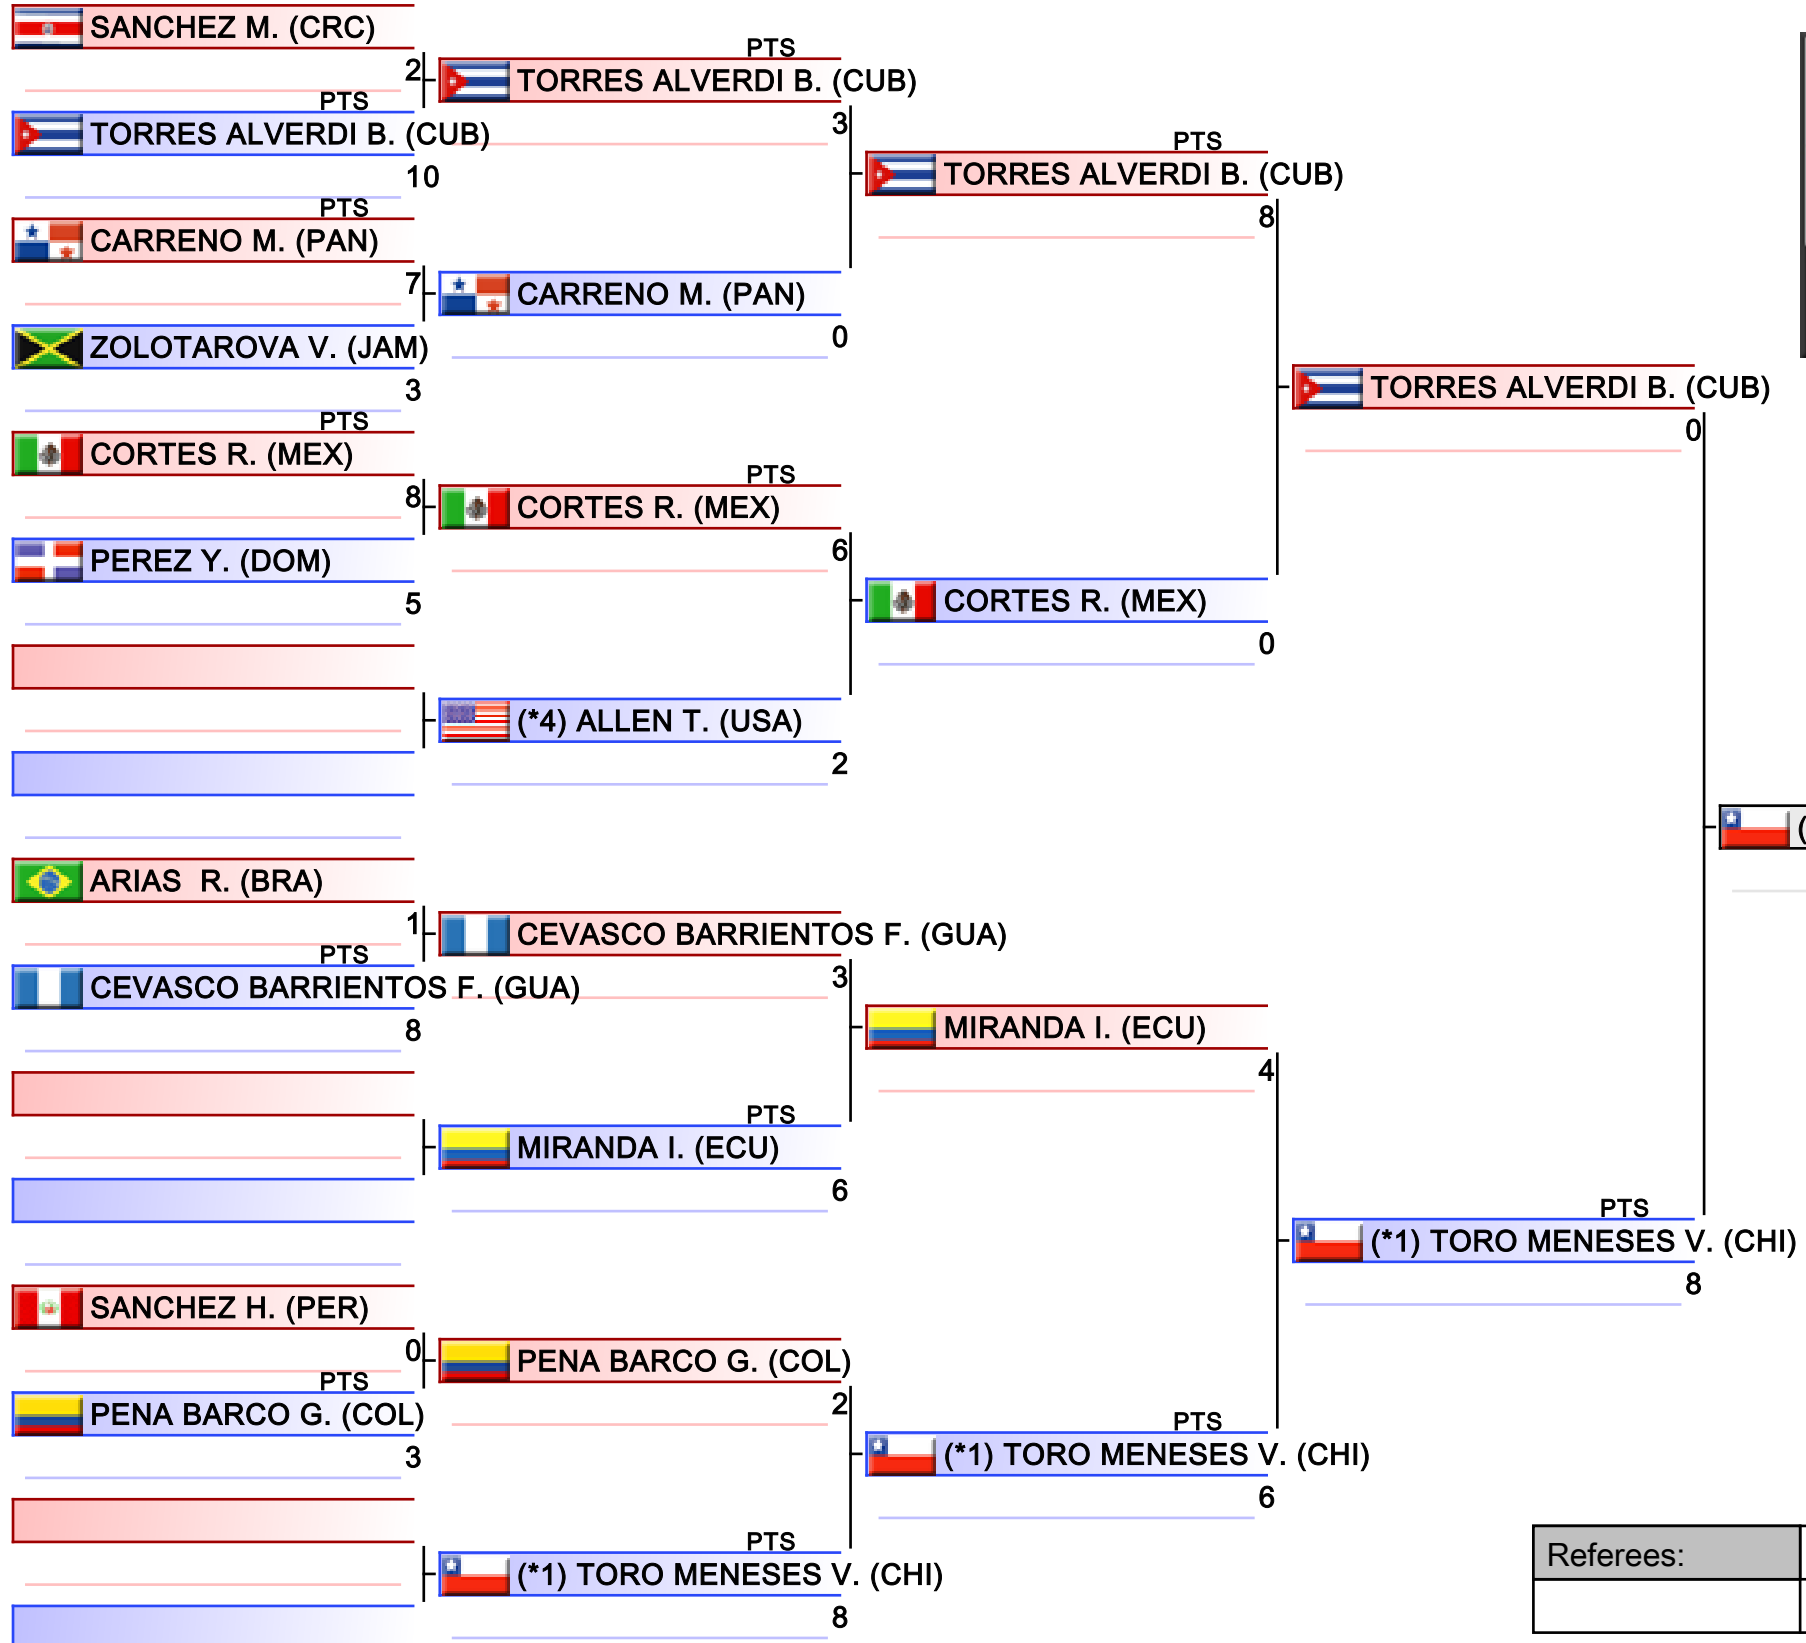 SANCHEZ M. (CRC)
2
PTS
TORRES ALVERDI B. (CUB)
10
PTS
CARRENO M. (PAN)
7
ZOLOTAROVA V. (JAM)
3
PTS
CORTES R. (MEX)
8
PEREZ Y. (DOM)
5
ARIAS  R. (BRA)
1
PTS
CEVASCO BARRIENTOS F. (GUA)
8
SANCHEZ H. (PER)
0
PTS
PENA BARCO G. (COL)
3
PTS
TORRES ALVERDI B. (CUB)
3
CARRENO M. (PAN)
0
PTS
CORTES R. (MEX)
6
(*4) ALLEN T. (USA)
2
CEVASCO BARRIENTOS F. (GUA)
3
PTS
MIRANDA I. (ECU)
6
PENA BARCO G. (COL)
2
PTS
(*1) TORO MENESES V. (CHI)
8
PTS
TORRES ALVERDI B. (CUB)
8
CORTES R. (MEX)
0
MIRANDA I. (ECU)
4
PTS
(*1) TORO MENESES V. (CHI)
6
TORRES ALVERDI B. (CUB)
0
PTS
(*1) TORO MENESES V. (CHI)
8
(
Referees: